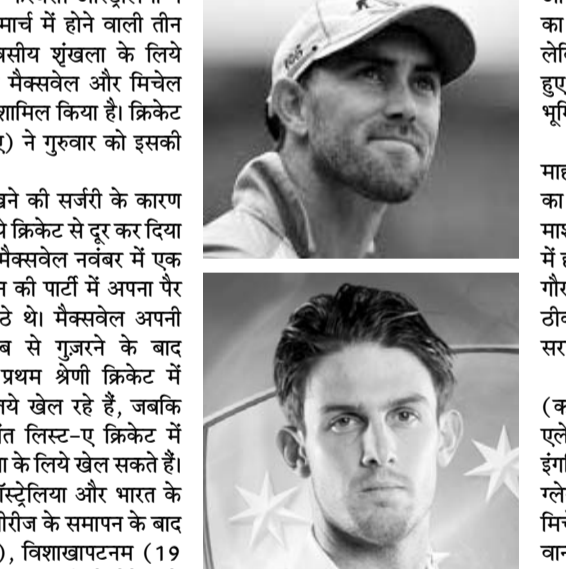 मार्च में होने वाली तीन
सीय शृंखला के लिये
मैक्सवेल और मिचेल
शामिल किया है। क्रिकेट
) ने गुरुवार को इसकी
की सर्जरी के कारण
क्रिकेट से दूर कर दिया
मैक्सवेल नवंबर में एक
की पार्टी में अपना पैर
ठे थे। मैक्सवेल अपनी
ब से गुज़रने के बाद
प्रथम श्रेणी क्रिकेट में
लये खेल रहे हैं, जबकि
लिस्ट-ए क्रिकेट में
के लिये खेल सकते हैं।
ऑस्ट्रेलिया और भारत के
सीरीज के समापन के बाद
), विशाखापटनम (19
का
लेकि
हुए
भूमि
माह
का
माश
में ह
गौर
ठीक
सर
(क
एले
इंग
ग्ले
मिच
वान